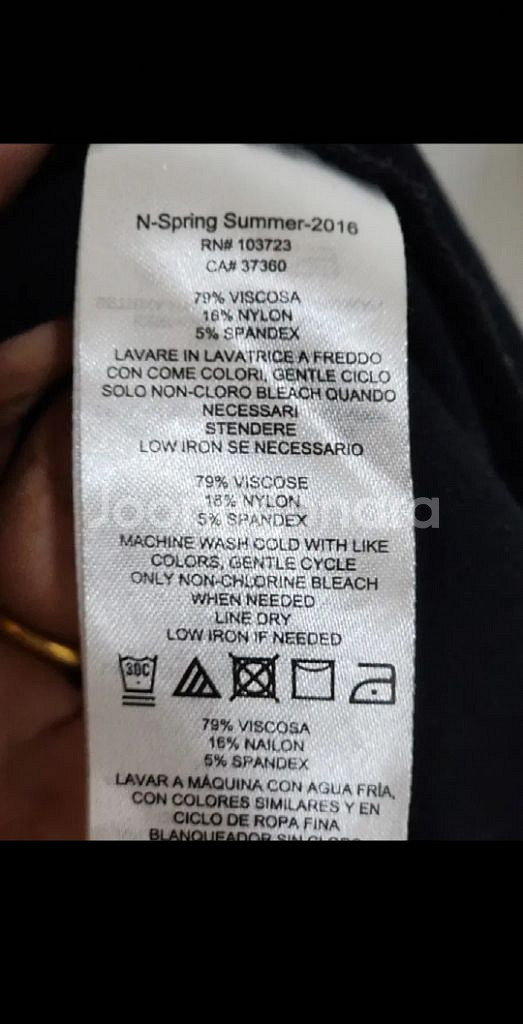 N-Spring Summer-2016
RN# 103723
CA# 37360
79% VISCOSA
16% NYLON
5% SPANDEX
LAVARE IN LAVATRICE A FREDDO
CON COME COLORI, GENTLE CICLO
SOLO NON-CLORO BLEACH QUANDO
NECESSARI
STENDERE
LOW IRON SE NECESSARIO
79% VISCOSE
16% NYLON
5% SPANDEX
MACHINE WASH COLD WITH LIKE
COLORS, GENTLE CYCLE
ONLY NON-CHLORINE BLEACH
WHEN NEEDED
LINE DRY
LOW IRON IF NEEDED
30C
79% VISCOSA
16% NAILON
5% SPANDEX
LAVAR A MÁQUINA CON AGUA FRÍA,
CON COLORES SIMILARES Y EN
CICLO DE ROPA FINA
BLANQUEADOR SIN